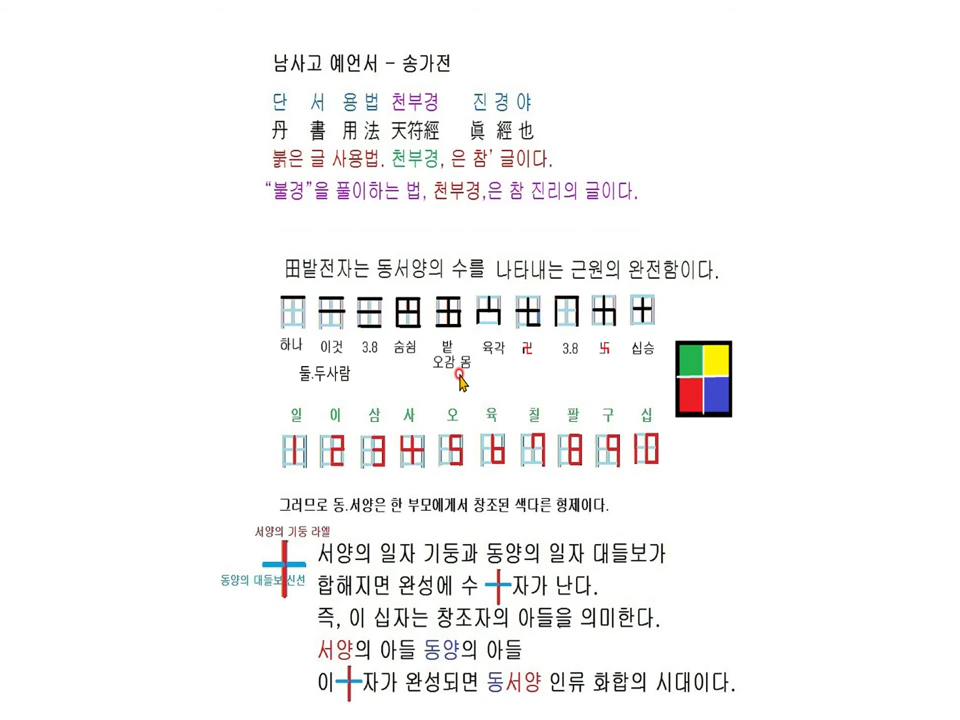 남사고 예언서 - 송가전
단 서 용 법 천부경 진 경 야
丹 書 用 法 天符經 眞 經 也
붉은 글 사용법. 천부경, 은 참' 글이다.
“불경”을 풀이하는 법, 천부경,은 참 진리의 글이다.
田밭전자는 동서양의 수를 나타내는 근원의 완전함이다.
하나 이것 3.8 숨쉼 밭 육각 卍 3.8 卐 십승
둘.두사람 오감 몸
일 이 삼 사 오 육 칠 팔 구 십
1 2 3 4 5 6 7 8 9 10
그러므로 동.서양은 한 부모에게서 창조된 색다른 형제이다.
서양의 기둥 라엘
동양의 대들보 신선
서양의 일자 기둥과 동양의 일자 대들보가
합해지면 완성에 수 十자가 난다.
즉, 이 십자는 창조자의 아들을 의미한다.
서양의 아들 동양의 아들
이十자가 완성되면 동서양 인류 화합의 시대이다.